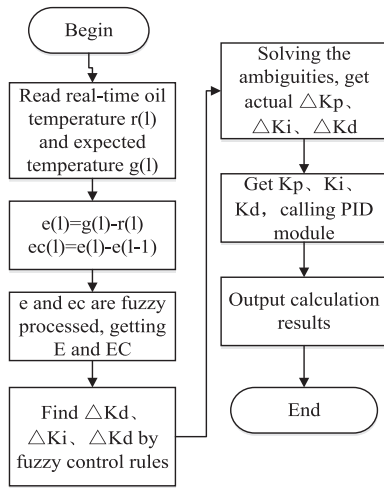 Begin
Read real-time oil
temperature r(l)
and expected
temperature g(l)
e(l)=g(l)-r(l)
ec(l)=e(l)-e(l-1)
e and ec are fuzzy
processed, getting
E and EC
Find △Kd、
△Ki、△Kd by
fuzzy control rules
Solving the
ambiguities, get
actual △Kp、
△Ki、△Kd
Get Kp、Ki、
Kd，calling PID
module
Output calculation
results
End